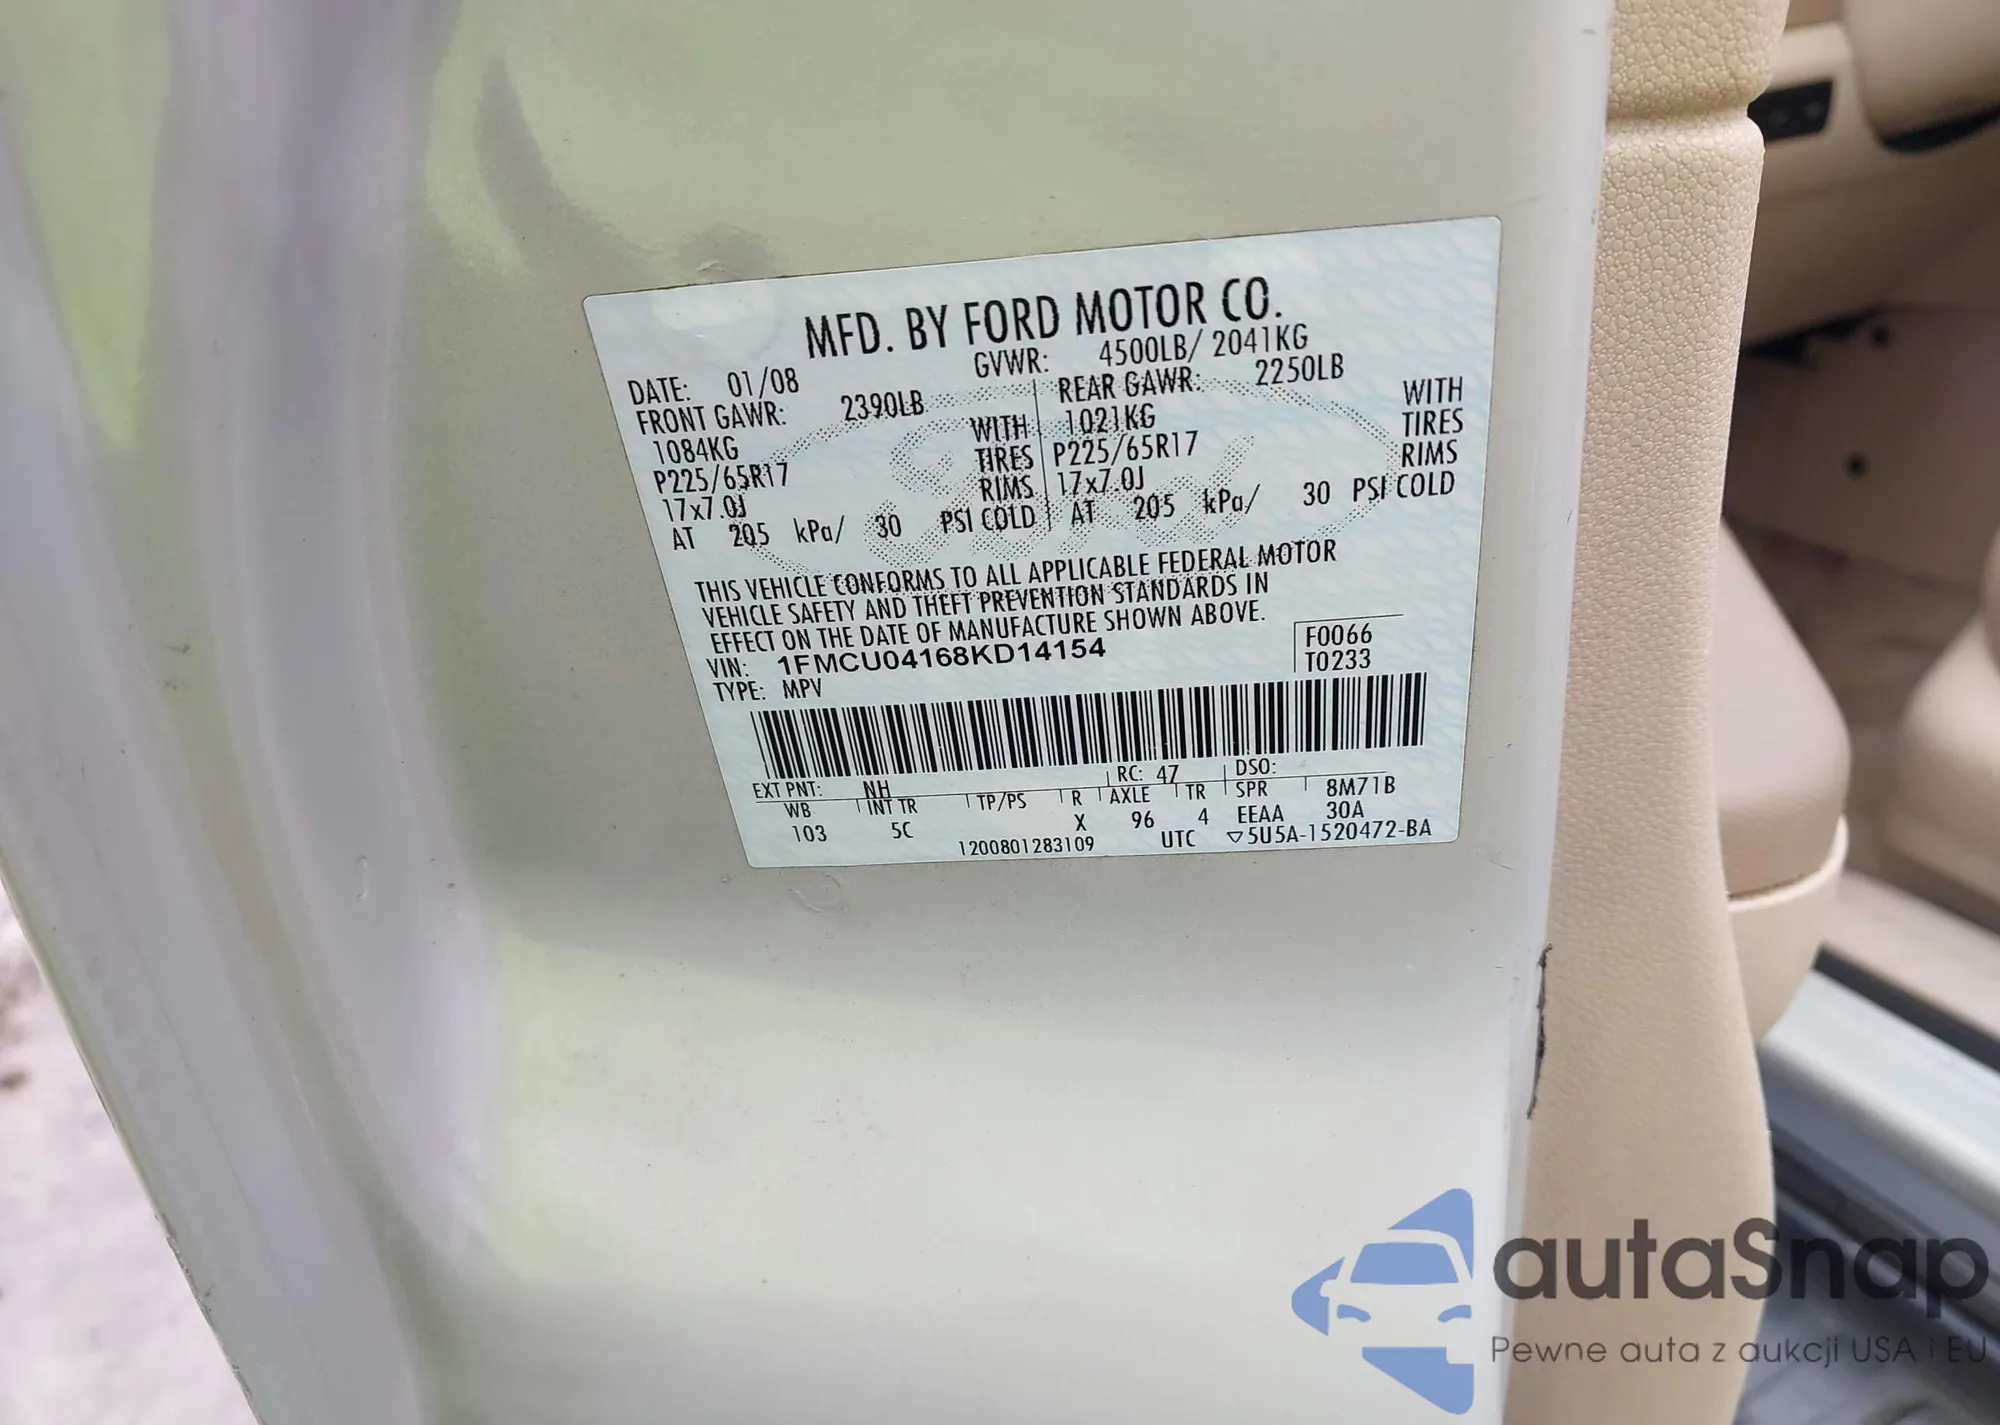 MFD. BY FORD MOTOR CO.
DATE: 01/08 GVWR: 4500LB/ 2041KG
FRONT GAWR: 2390LB REAR GAWR: 2250LB
1084KG WITH 1021KG WITH
P225/65R17 TIRES P225/65R17 TIRES
17x7.0J RIMS 17x7.0J RIMS
AT 205 kPa/ 30 PSI COLD AT 205 kPa/ 30 PSI COLD
THIS VEHICLE CONFORMS TO ALL APPLICABLE FEDERAL MOTOR
VEHICLE SAFETY AND THEFT PREVENTION STANDARDS IN
EFFECT ON THE DATE OF MANUFACTURE SHOWN ABOVE.
VIN: 1FMCU04168KD14154 F0066
TYPE: MPV T0233
EXT PNT: NH RC: 47 DSO:
WB INT TR TP/PS R AXLE TR SPR 8M71B
103 5C X 96 4 EEAA 30A
1200801283109 UTC ▽5U5A-1520472-BA
autaSnap
Pewne auta z aukcji USA i EU